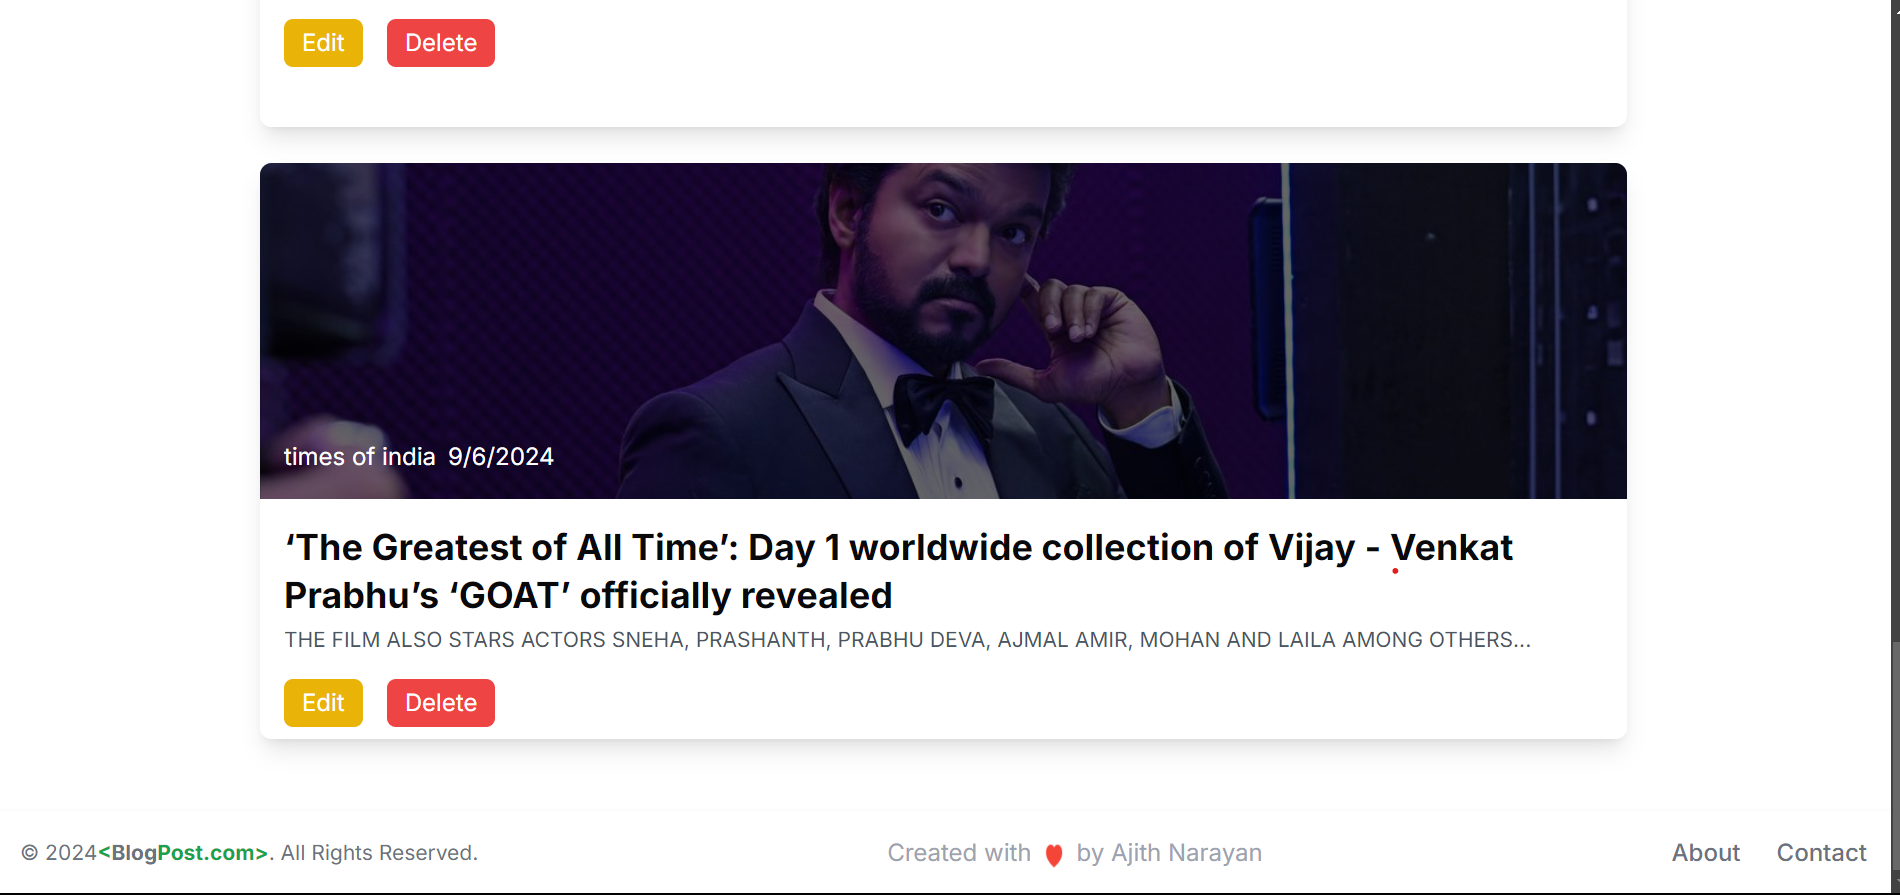 Edit Delete
times of india 9/6/2024
‘The Greatest of All Time’: Day 1 worldwide collection of Vijay - Venkat
Prabhu’s ‘GOAT’ officially revealed
THE FILM ALSO STARS ACTORS SNEHA, PRASHANTH, PRABHU DEVA, AJMAL AMIR, MOHAN AND LAILA AMONG OTHERS...
Edit Delete
© 2024<BlogPost.com>. All Rights Reserved. Created with ♥ by Ajith Narayan About Contact